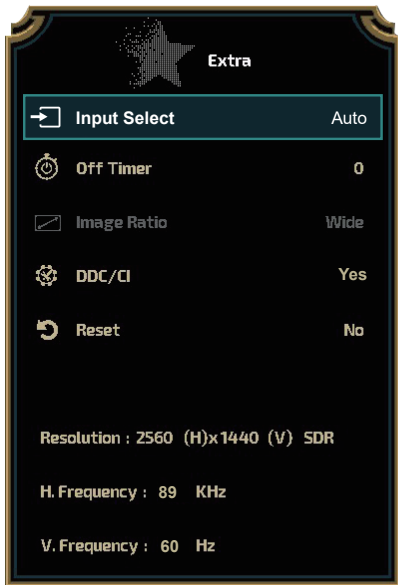 Extra
Input Select Auto
Off Timer 0
Image Ratio Wide
DDC/CI Yes
Reset No
Resolution : 2560 (H)x1440 (V) SDR
H. Frequency : 89 KHz
V. Frequency : 60 Hz